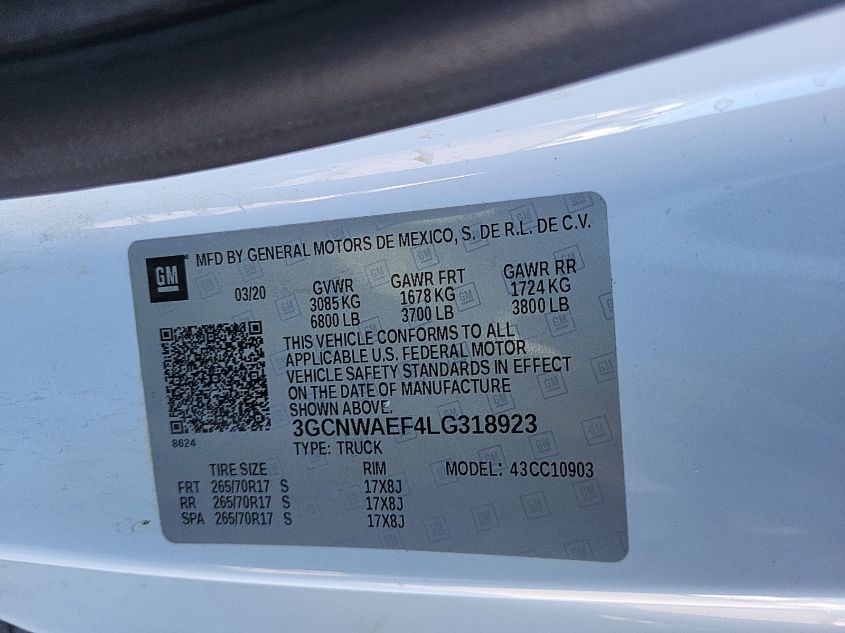 GM
MFD BY GENERAL MOTORS DE MEXICO, S. DE R.L. DE C.V.
03/20 GVWR GAWR FRT GAWR RR
3085 KG 1678 KG 1724 KG
6800 LB 3700 LB 3800 LB
THIS VEHICLE CONFORMS TO ALL
APPLICABLE U.S. FEDERAL MOTOR
VEHICLE SAFETY STANDARDS IN EFFECT
ON THE DATE OF MANUFACTURE
SHOWN ABOVE.
8624
3GCNWAEF4LG318923
TYPE: TRUCK
TIRE SIZE RIM MODEL: 43CC10903
FRT 265/70R17 S 17X8J
RR 265/70R17 S 17X8J
SPA 265/70R17 S 17X8J